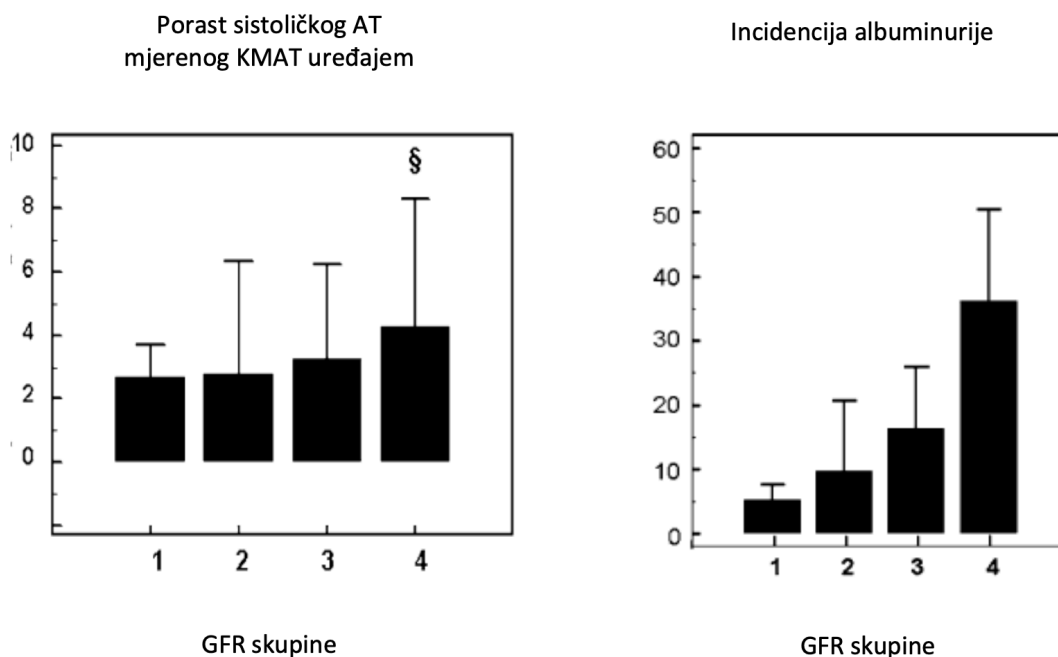 Porast sistoličkog AT
mjerenog KMAT uređajem
10
§
8
6
4
2
0
1 2 3 4
GFR skupine
Incidencija albuminurije
60
50
40
30
20
10
0
1 2 3 4
GFR skupine